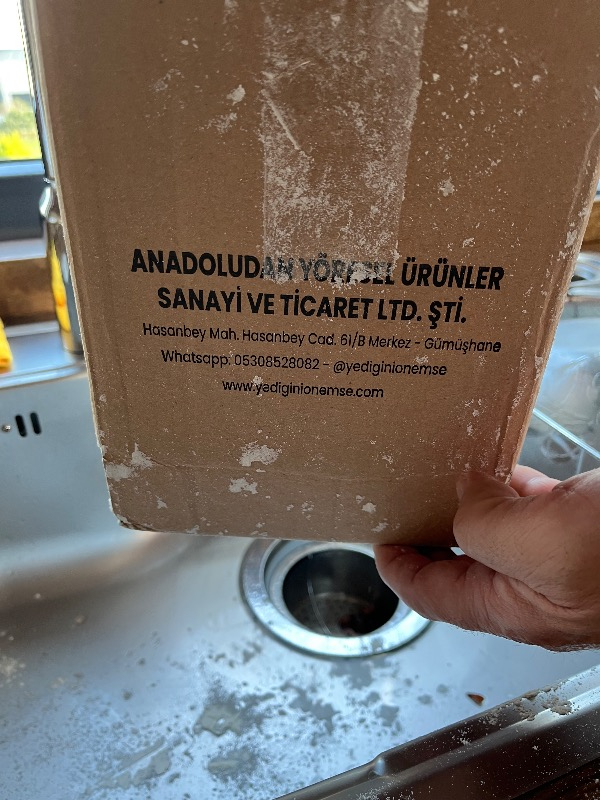 ANADOLUDAN YÖRESEL ÜRÜNLER
SANAYİ VE TİCARET LTD. ŞTİ.
Hasanbey Mah. Hasanbey Cad. 61/B Merkez - Gümüşhane
Whatsapp: 05308528082 - @yediginionemse
www.yediginionemse.com